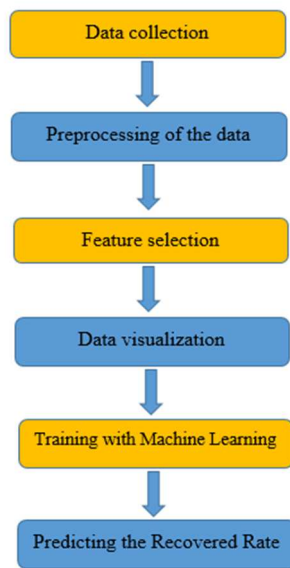 Data collection
Preprocessing of the data
Feature selection
Data visualization
Training with Machine Learning
Predicting the Recovered Rate